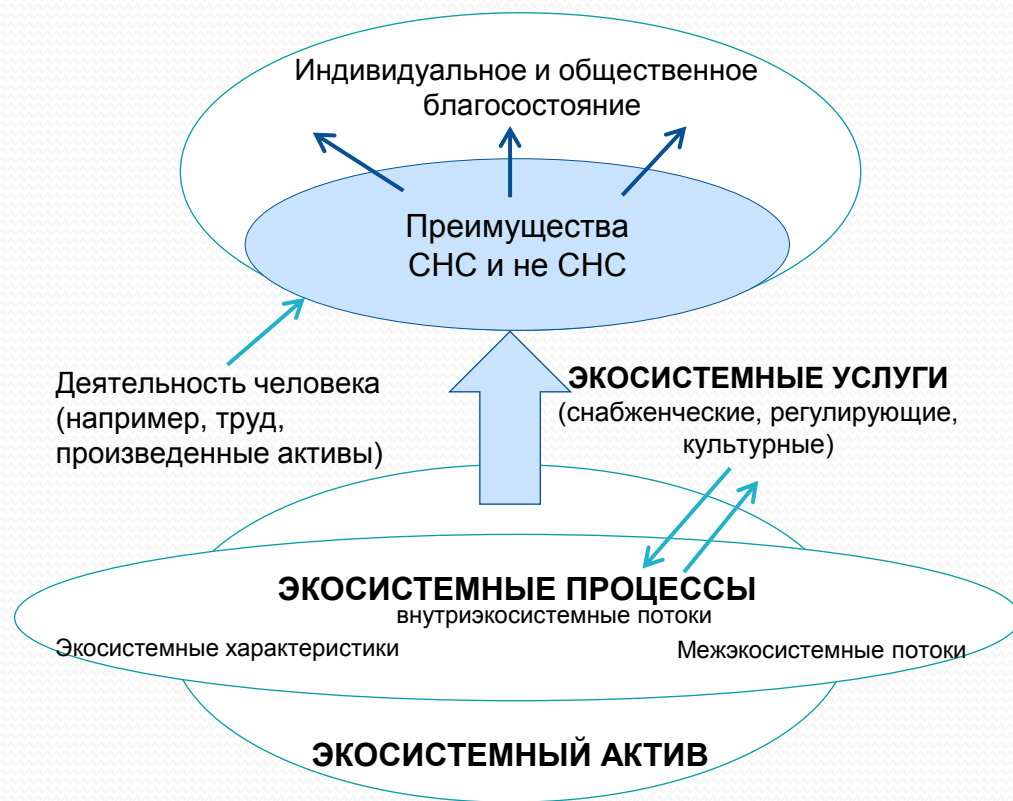 Индивидуальное и общественное
благосостояние
Преимущества
СНС и не СНС
Деятельность человека
(например, труд,
произведенные активы)
ЭКОСИСТЕМНЫЕ УСЛУГИ
(снабженческие, регулирующие,
культурные)
ЭКОСИСТЕМНЫЕ ПРОЦЕССЫ
внутриэкосистемные потоки
Экосистемные характеристики
Межэкосистемные потоки
ЭКОСИСТЕМНЫЙ АКТИВ